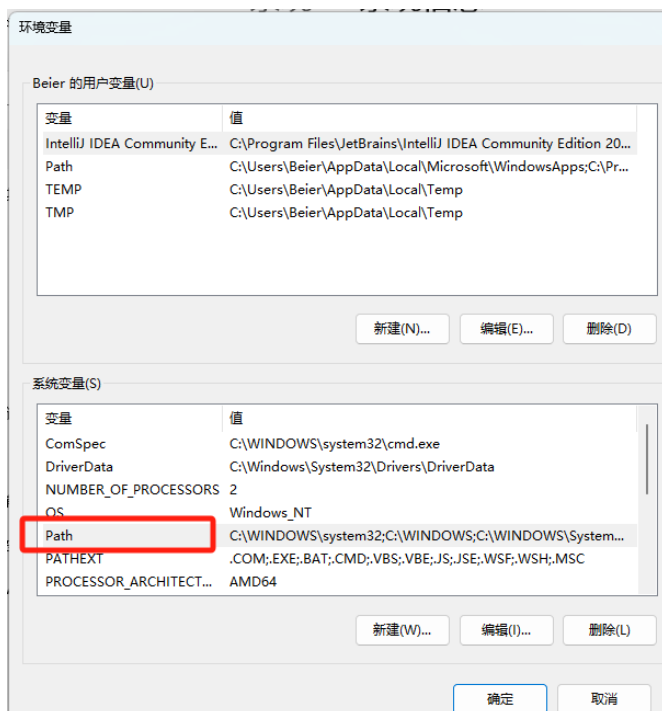 环境变量
Beier 的用户变量(U)
变量 值
IntelliJ IDEA Community E... C:\Program Files\JetBrains\IntelliJ IDEA Community Edition 20...
Path C:\Users\Beier\AppData\Local\Microsoft\WindowsApps;C:\Pr...
TEMP C:\Users\Beier\AppData\Local\Temp
TMP C:\Users\Beier\AppData\Local\Temp
新建(N)... 编辑(E)... 删除(D)
系统变量(S)
变量 值
ComSpec C:\WINDOWS\system32\cmd.exe
DriverData C:\Windows\System32\Drivers\DriverData
NUMBER_OF_PROCESSORS 2
OS Windows_NT
Path C:\WINDOWS\system32;C:\WINDOWS;C:\WINDOWS\System...
PATHEXT .COM;.EXE;.BAT;.CMD;.VBS;.VBE;.JS;.JSE;.WSF;.WSH;.MSC
PROCESSOR_ARCHITECT... AMD64
新建(W)... 编辑(I)... 删除(L)
确定 取消